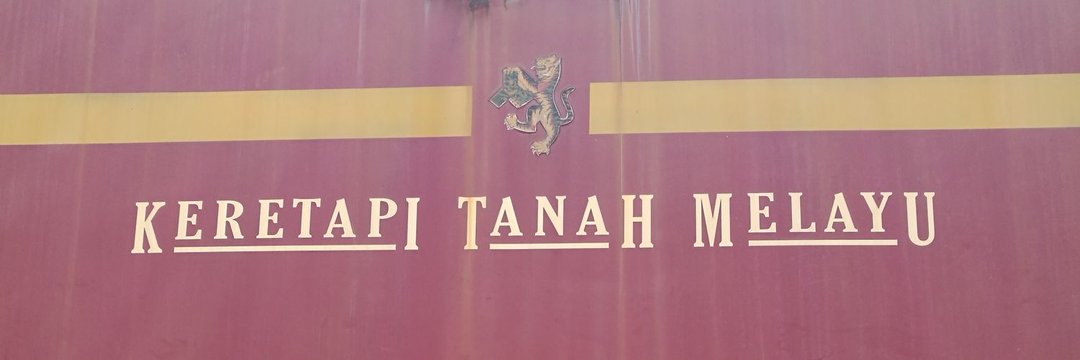 KERETAPI TANAH MELAYU